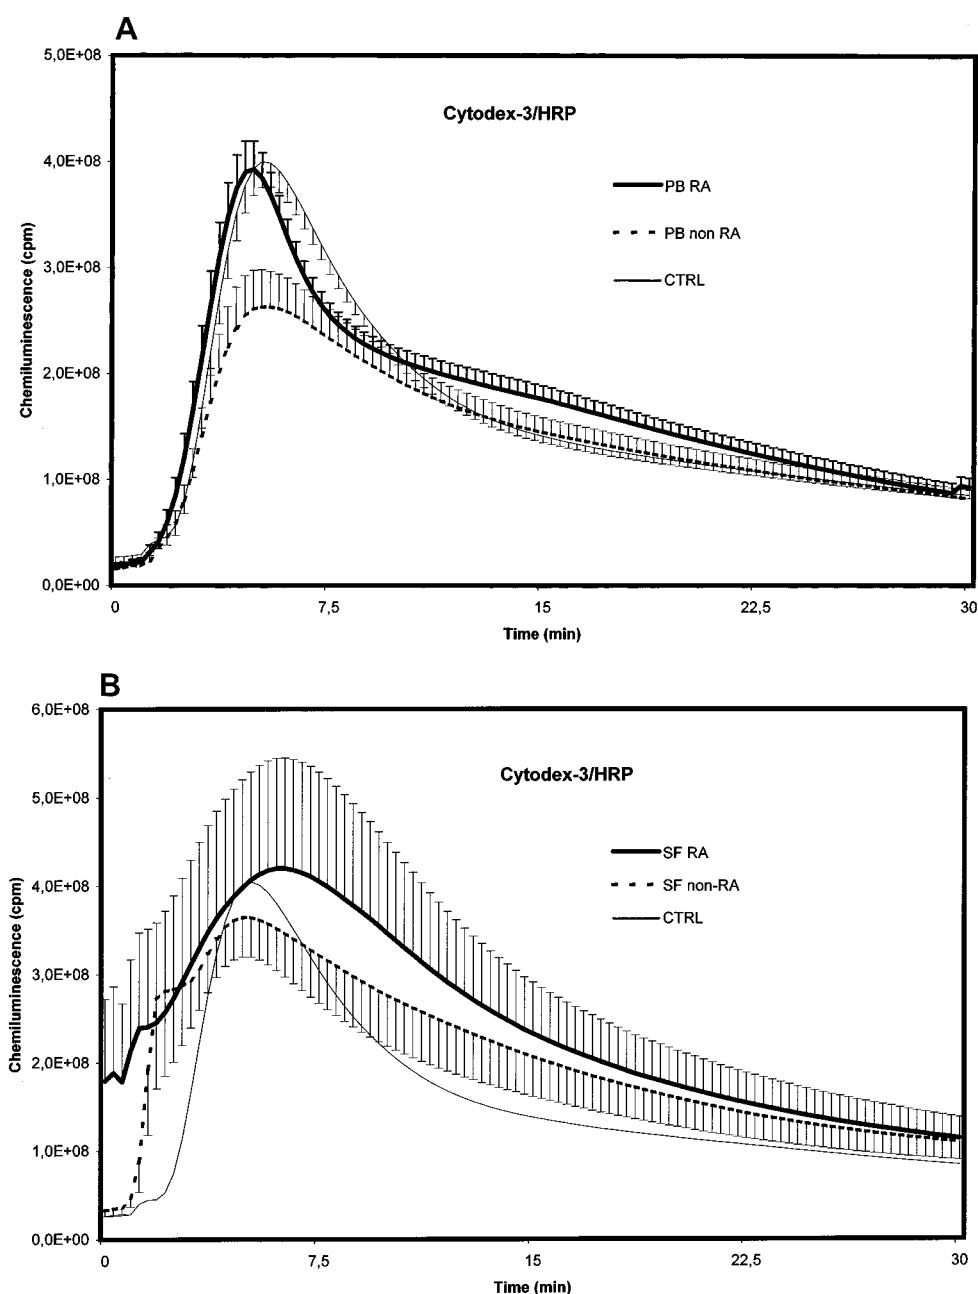 A
5,0E+08
Cytodex-3/HRP
4,0E+08
PB RA
PB non RA
3,0E+08
CTRL
Chemiluminescence (cpm)
2,0E+08
1,0E+08
0,0E+00
0 7,5 15 22,5 30
Time (min)
B
6,0E+08
Cytodex-3/HRP
5,0E+08
SF RA
SF non-RA
4,0E+08
CTRL
Chemiluminescence (cpm)
3,0E+08
2,0E+08
1,0E+08
0,0E+00
0 7,5 15 22,5 30
Time (min)